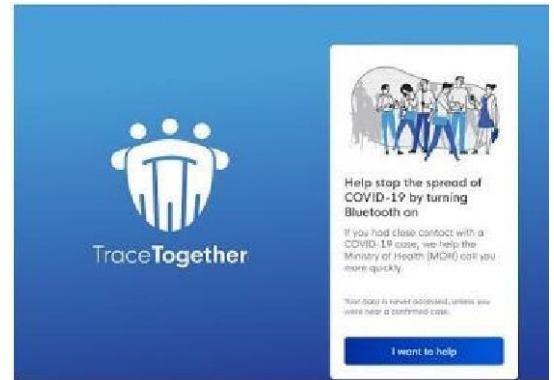 TraceTogether
Help stop the spread of
COVID-19 by turning
Bluetooth on
If you had close contact with a
COVID-19 case, we help the
Ministry of Health (MOH) call you
more quickly.
Your data is never accessed, unless you
were near a confirmed case.
I want to help